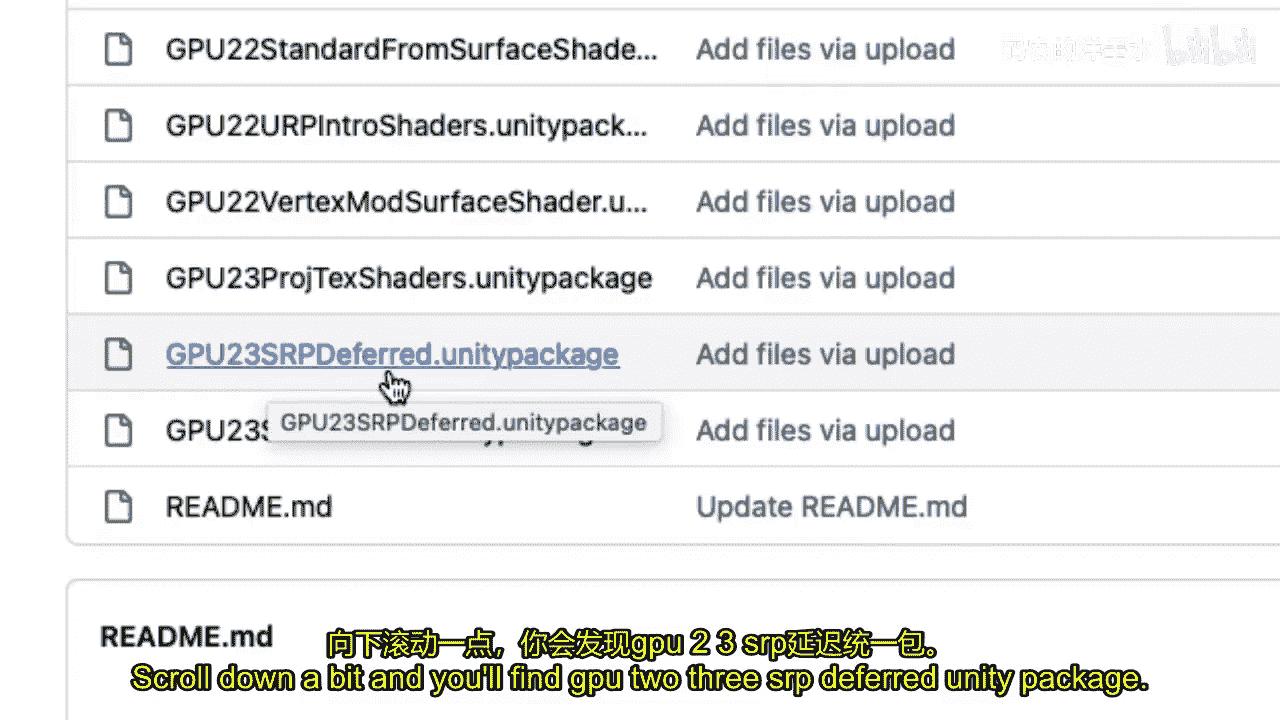 GPU22StandardFromSurfaceShade... Add files via upload
bilibili
GPU22URPIntroShaders.unitypack... Add files via upload
GPU22VertexModSurfaceShader.u... Add files via upload
GPU23ProjTexShaders.unitypackage Add files via upload
GPU23SRPDeferred.unitypackage Add files via upload
GPU23SRPDeferred.unitypackage
GPU23S Add files via upload
README.md Update README.md
README.md
向下滚动一点，你会发现gpu 2 3 srp延迟统一包。
Scroll down a bit and you'll find gpu two three srp deferred unity package.